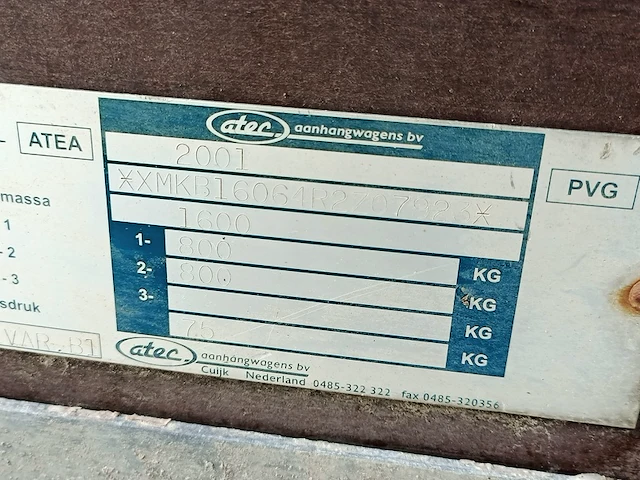 atec aanhangwagens bv
ATEA
2001
PVG
massa
1
1600
1- 800 KG
- 2
2- 800 KG
- 3
3- KG
sdruk
75 KG
VAR. B1
atec aanhangwagens bv
Cuijk Nederland 0485-322 322 fax 0485-320356